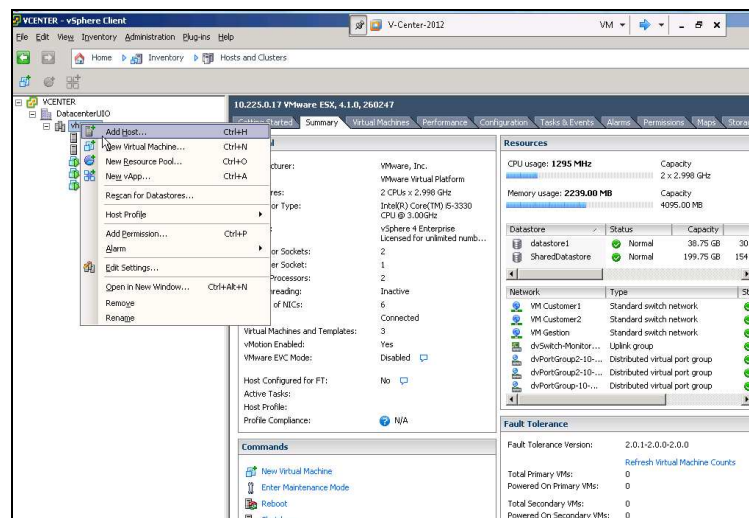 VCENTER - vSphere Client
V-Center-2012
VM
File Edit View Inventory Administration Plug-ins Help
Home Inventory Hosts and Clusters
VCENTER
DatacenterUIO
10.225.0.17 VMware ESX, 4.1.0, 260247
Getting Started Summary Virtual Machines Performance Configuration Tasks & Events Alarms Permissions Maps
Add Host... Ctrl+H
New Virtual Machine... Ctrl+N
New Resource Pool... Ctrl+O
New vApp... Ctrl+A
Rescan for Datastores...
Host Profile
Add Permission... Ctrl+P
Alarm
Edit Settings...
Open in New Window... Ctrl+Alt+N
Remove
Rename
VMware, Inc.
VMware Virtual Platform
2 CPUs x 2.998 GHz
Intel(R) Core(TM) i5-3330
CPU @ 3.00GHz
vSphere 4 Enterprise
Licensed for unlimited numb...
or Sockets: 2
er Socket: 1
Processors: 2
Inactive
of NICs: 6
Connected
Virtual Machines and Templates: 3
vMotion Enabled: Yes
VMware EVC Mode: Disabled
Host Configured for FT: No
Active Tasks:
Host Profile:
Profile Compliance: N/A
Commands
New Virtual Machine
Enter Maintenance Mode
Reboot
Resources
CPU usage: 1295 MHz Capacity
2 x 2.998 GHz
Memory usage: 2239.00 MB Capacity
4095.00 MB
Datastore Status Capacity
datastore1 Normal 38.75 GB 30
SharedDatastore Normal 199.75 GB 154
Network Type St
VM Customer1 Standard switch network
VM Customer2 Standard switch network
VM Gestion Standard switch network
dvSwitch-Monitor... Uplink group
dvPortGroup2-10-... Distributed virtual port group
dvPortGroup2-10-... Distributed virtual port group
dvPortGroup-10-... Distributed virtual port group
Fault Tolerance
Fault Tolerance Version: 2.0.1-2.0.0-2.0.0
Refresh Virtual Machine Counts
Total Primary VMs: 0
Powered On Primary VMs: 0
Total Secondary VMs: 0
Powered On Secondary VMs: 0